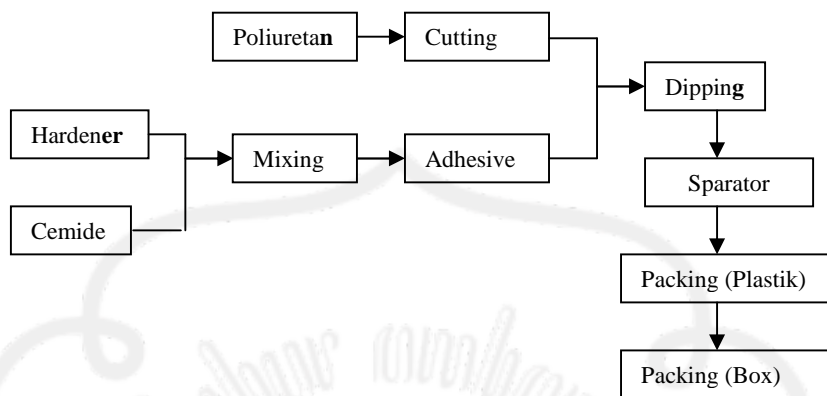 Poliuretan
Cutting
Dipping
Hardener
Mixing
Adhesive
Sparator
Cemide
Packing (Plastik)
Packing (Box)